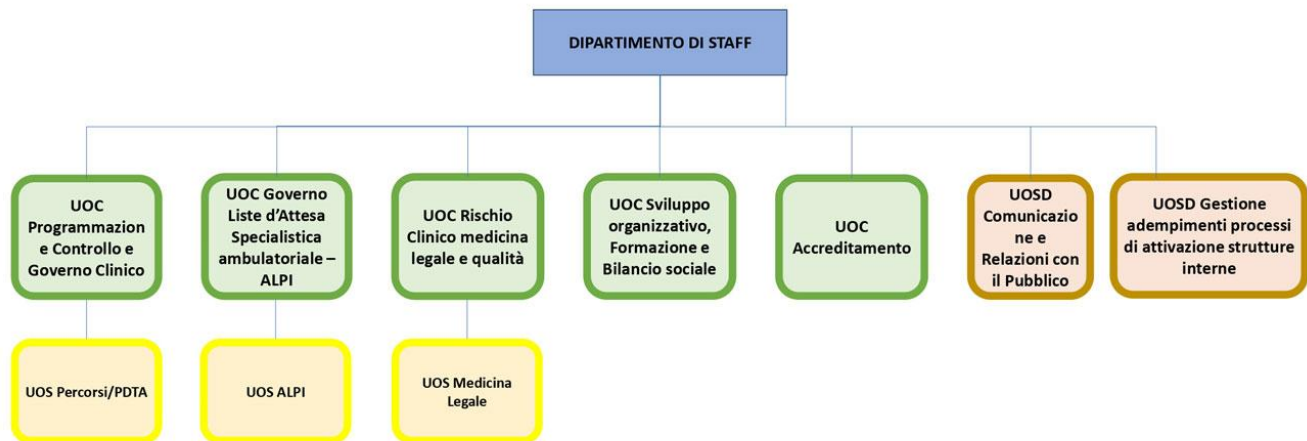 DIPARTIMENTO DI STAFF
UOC
Programmazion
e Controllo e
Governo Clinico
UOC Governo
Liste d’Attesa
Specialistica
ambulatoriale –
ALPI
UOC Rischio
Clinico medicina
legale e qualità
UOC Sviluppo
organizzativo,
Formazione e
Bilancio sociale
UOC
Accreditamento
UOSD
Comunicazio
ne e
Relazioni con
il Pubblico
UOSD Gestione
adempimenti processi
di attivazione strutture
interne
UOS Percorsi/PDTA
UOS ALPI
UOS Medicina
Legale